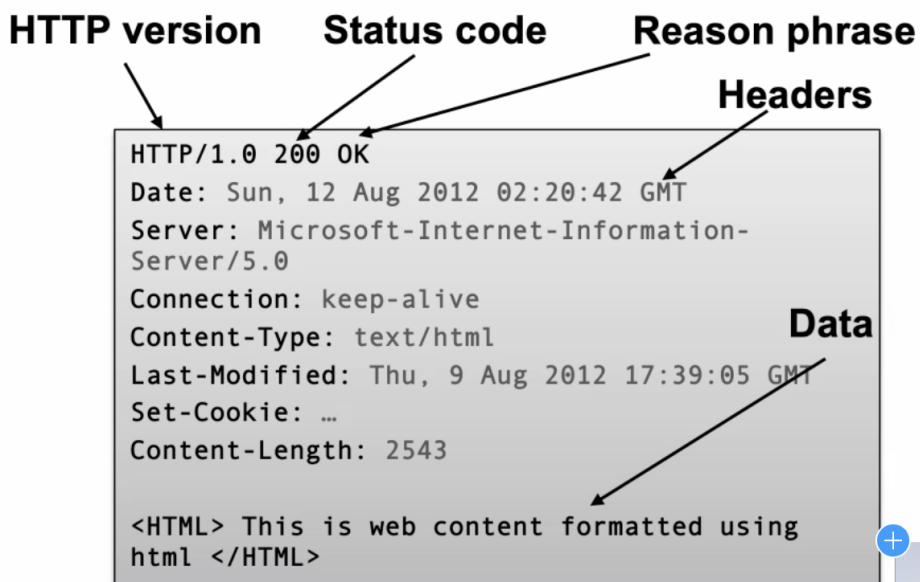 HTTP version Status code Reason phrase
Headers
HTTP/1.0 200 OK
Date: Sun, 12 Aug 2012 02:20:42 GMT
Server: Microsoft-Internet-Information-
Server/5.0
Connection: keep-alive
Content-Type: text/html
Data
Last-Modified: Thu, 9 Aug 2012 17:39:05 GMT
Set-Cookie: …
Content-Length: 2543
<HTML> This is web content formatted using
html </HTML>